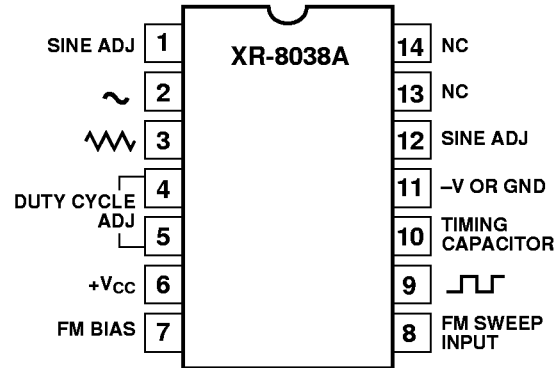 XR-8038A
SINE ADJ 1
2
3
4
DUTY CYCLE
ADJ
5
+VCC 6
FM BIAS 7
14 NC
13 NC
12 SINE ADJ
11 –V OR GND
10 TIMING
CAPACITOR
9
8 FM SWEEP
INPUT